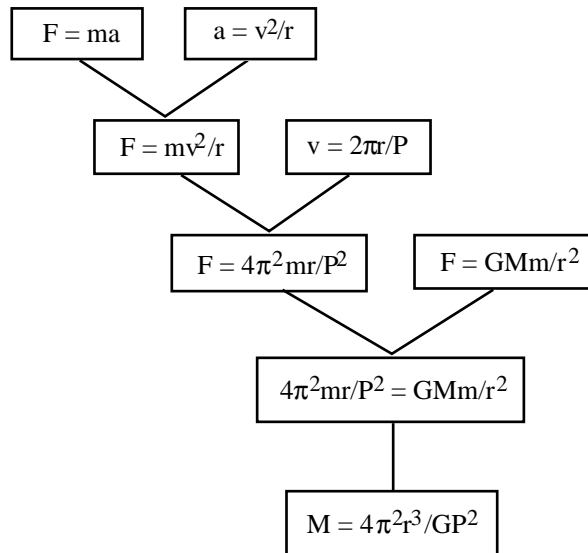 F = ma
a = v²/r
F = mv²/r
v = 2πr/P
F = 4π²mr/P²
F = GMm/r²
4π²mr/P² = GMm/r²
M = 4π²r³/GP²